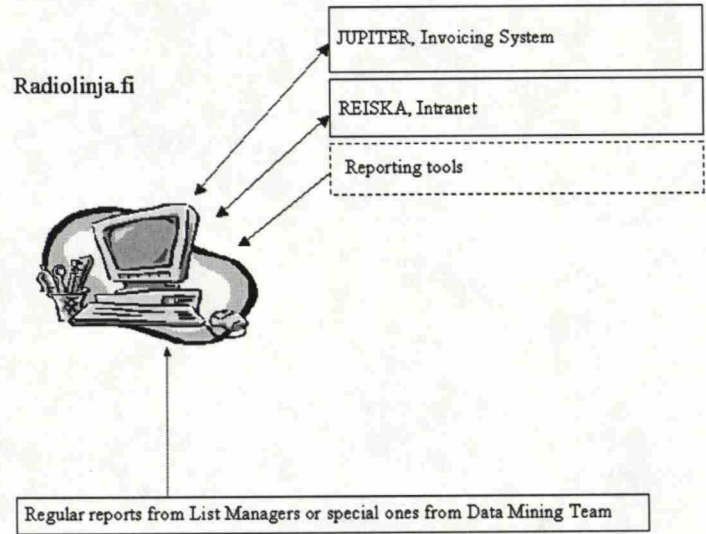 JUPITER, Invoicing System
Radiolinja.fi
REISKA, Intranet
Reporting tools
Regular reports from List Managers or special ones from Data Mining Team